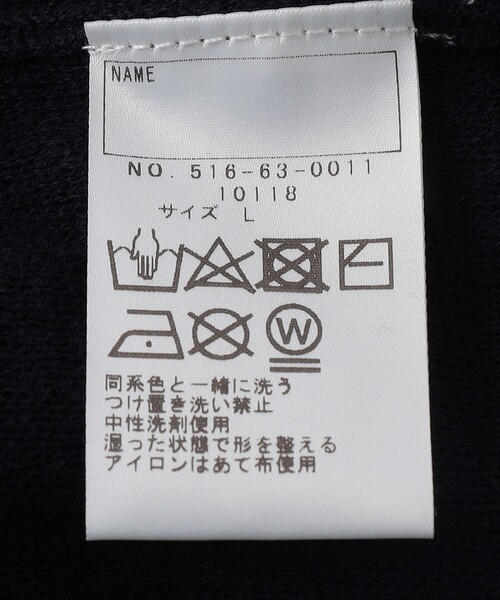 NAME
NO. 516-63-0011
10118
サイズ L
W
同系色と一緒に洗う
つけ置き洗い禁止
中性洗剤使用
湿った状態で形を整える
アイロンはあて布使用